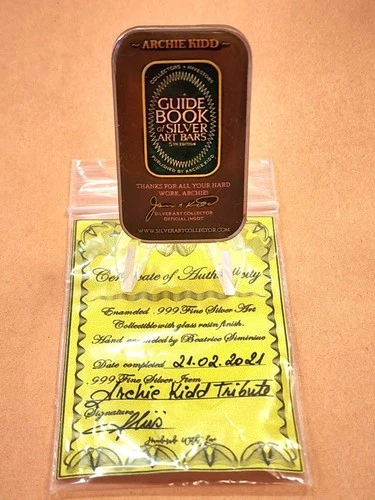 ~ ARCHIE KIDD ~
COLLECTORS • INVESTORS
GUIDE
BOOK
of SILVER
ART BARS
5TH EDITION
PUBLISHED BY ARCHIE KIDD
THANKS FOR ALL YOUR HARD
WORK, ARCHIE!
SILVER ART COLLECTOR
OFFICIAL INGOT
WWW.SILVERARTCOLLECTOR.COM
Certificate of Authenticity
Enameled .999 Fine Silver Art
Collectible with glass resin finish.
Hand enameled by Beatrice Siminino
Date completed 21.02.2021
.999 Fine Silver Item
Archie Kidd Tribute
Signature